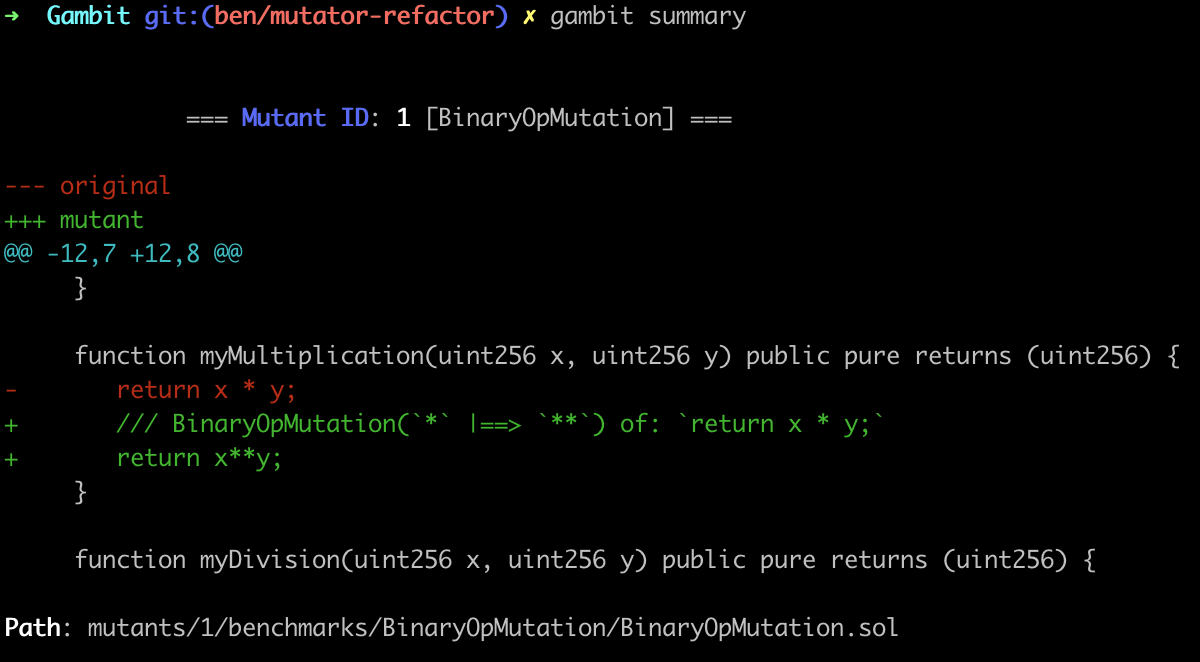 ➜  Gambit git:(ben/mutator-refactor) ✗ gambit summary
=== Mutant ID: 1 [BinaryOpMutation] ===
--- original
+++ mutant
@@ -12,7 +12,8 @@
     }
     function myMultiplication(uint256 x, uint256 y) public pure returns (uint256) {
-       return x * y;
+       /// BinaryOpMutation(`*` |==> `**`) of: `return x * y;`
+       return x**y;
     }
     function myDivision(uint256 x, uint256 y) public pure returns (uint256) {
Path: mutants/1/benchmarks/BinaryOpMutation/BinaryOpMutation.sol